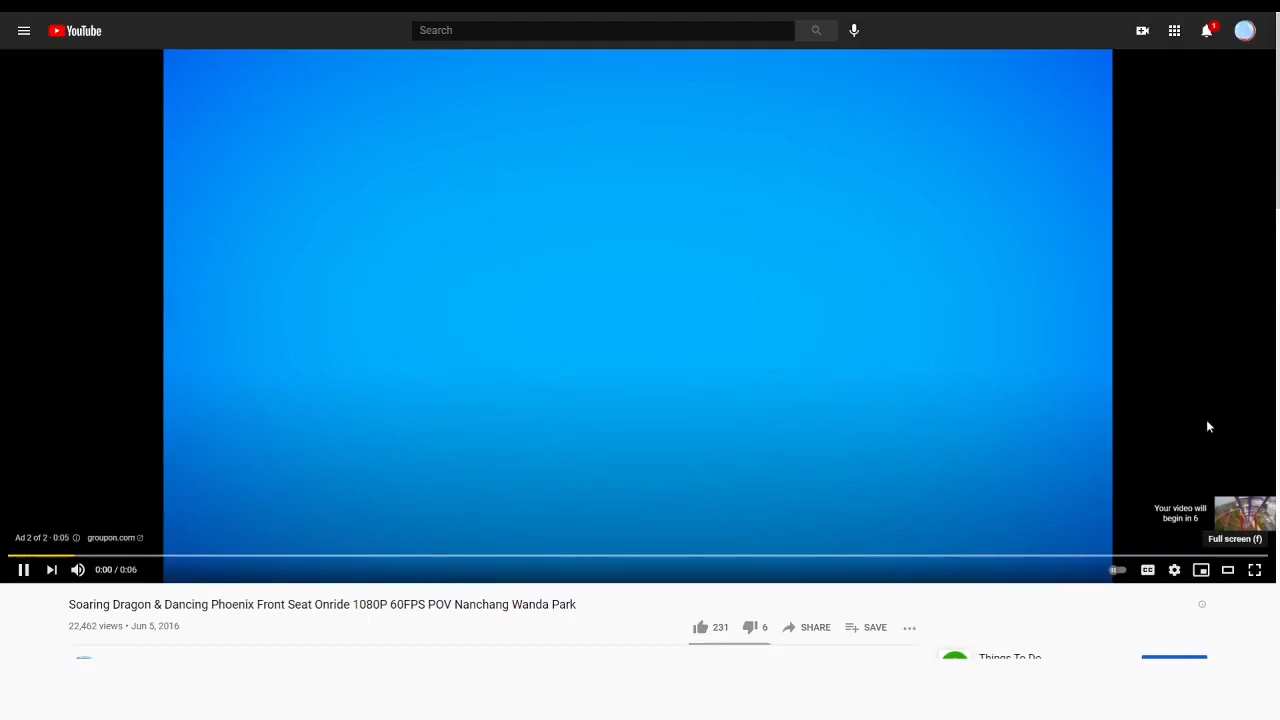 YouTube
Search
1
Your video will
begin in 6
Ad 2 of 2 · 0:05 groupon.com
Full screen (f)
0:00 / 0:06
CC
Soaring Dragon & Dancing Phoenix Front Seat Onride 1080P 60FPS POV Nanchang Wanda Park
22,462 views • Jun 5, 2016
231 6 SHARE SAVE
Things To Do